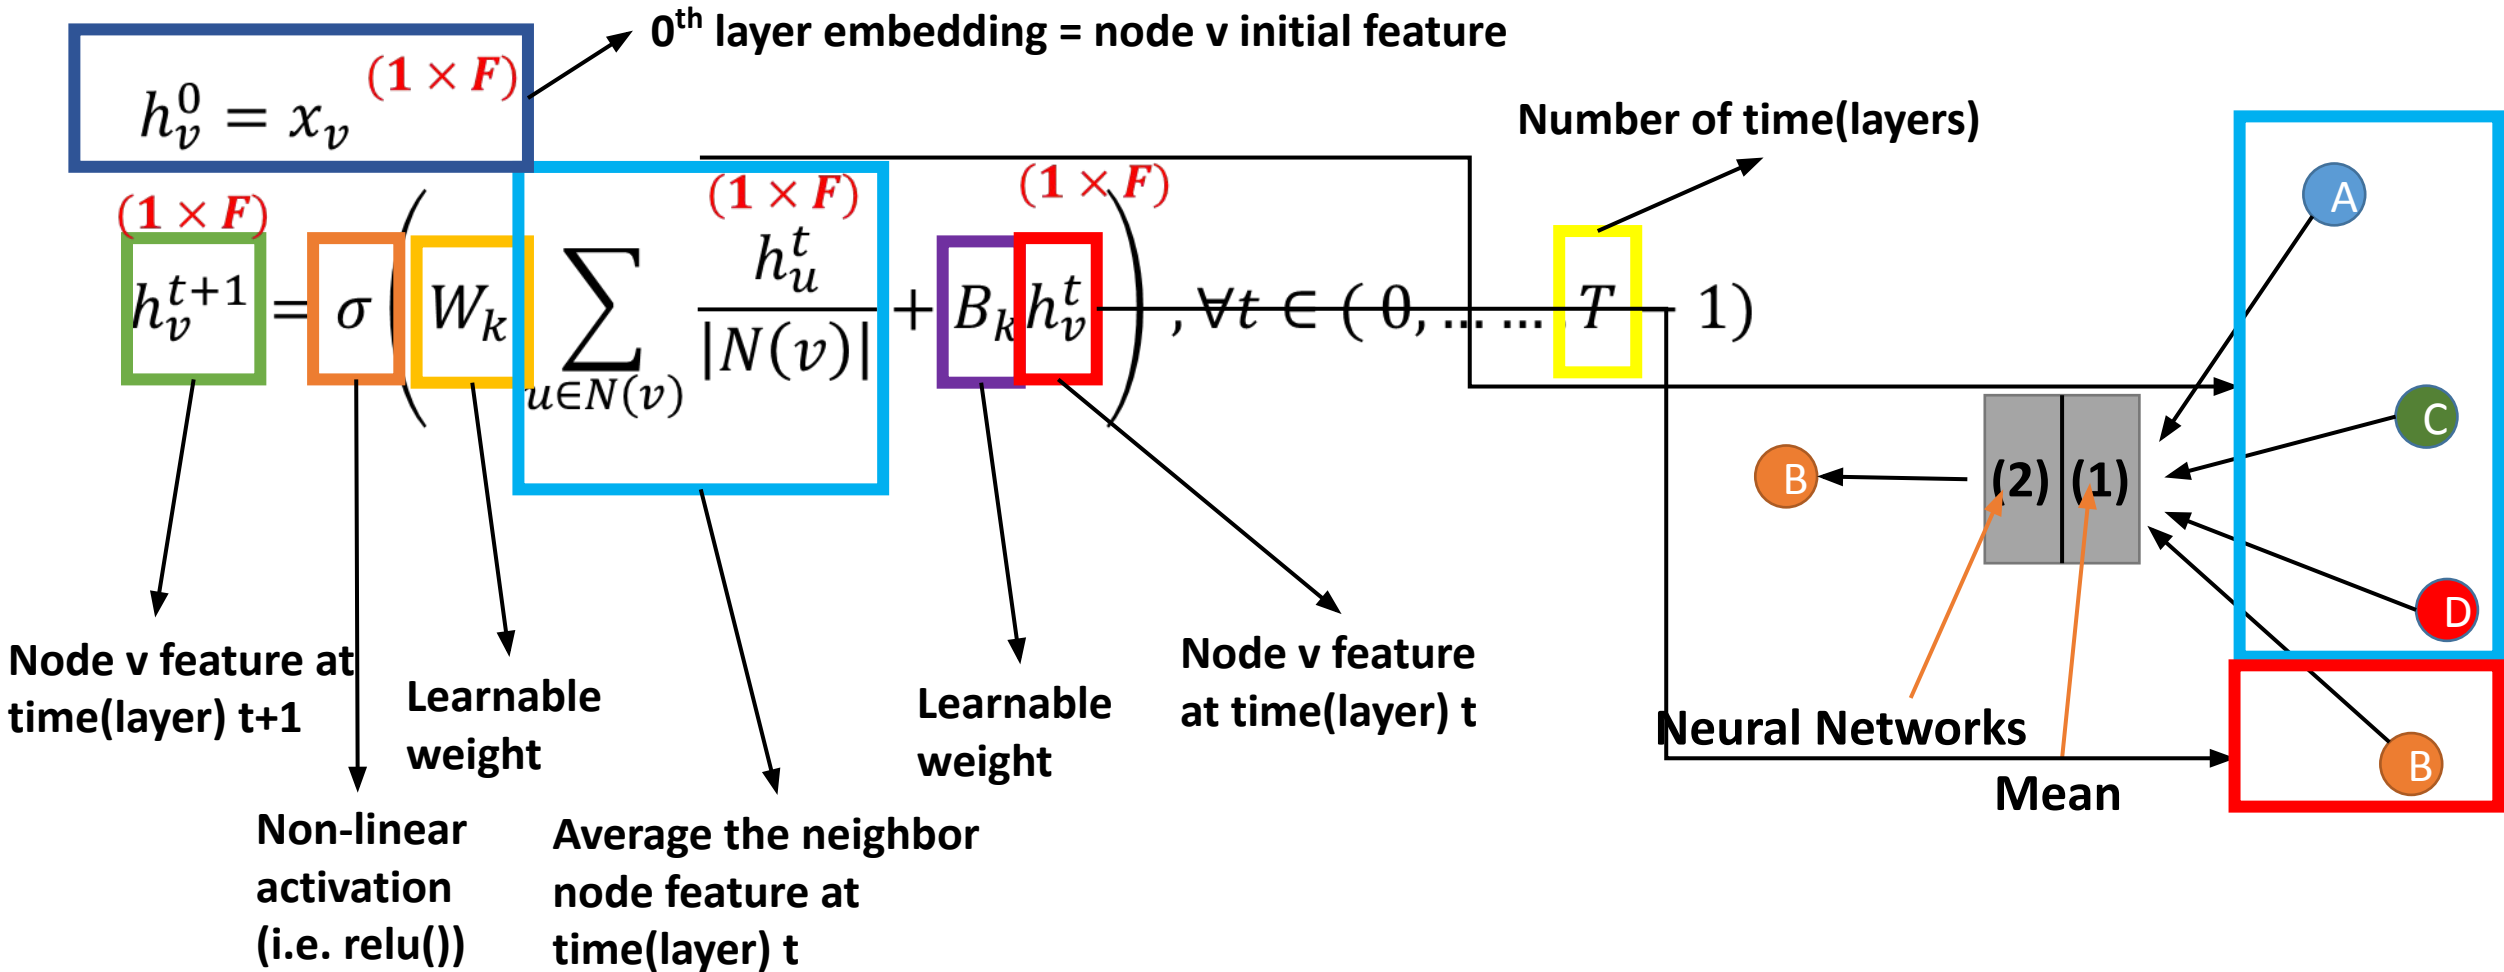 0th layer embedding = node v initial feature
(1 × F)
h_v^0 = x_v
Number of time(layers)
(1 × F)
(1 × F)
(1 × F)
h_v^{t+1} = σ ( W_k ∑_{u∈N(v)} h_u^t / |N(v)| + B_k h_v^t ) , ∀t ∈ ( 0, ... ... T - 1)
A
C
B
(2) (1)
D
B
Node v feature at
time(layer) t+1
Learnable
weight
Learnable
weight
Node v feature
at time(layer) t
Neural Networks
Mean
Non-linear
activation
(i.e. relu())
Average the neighbor
node feature at
time(layer) t